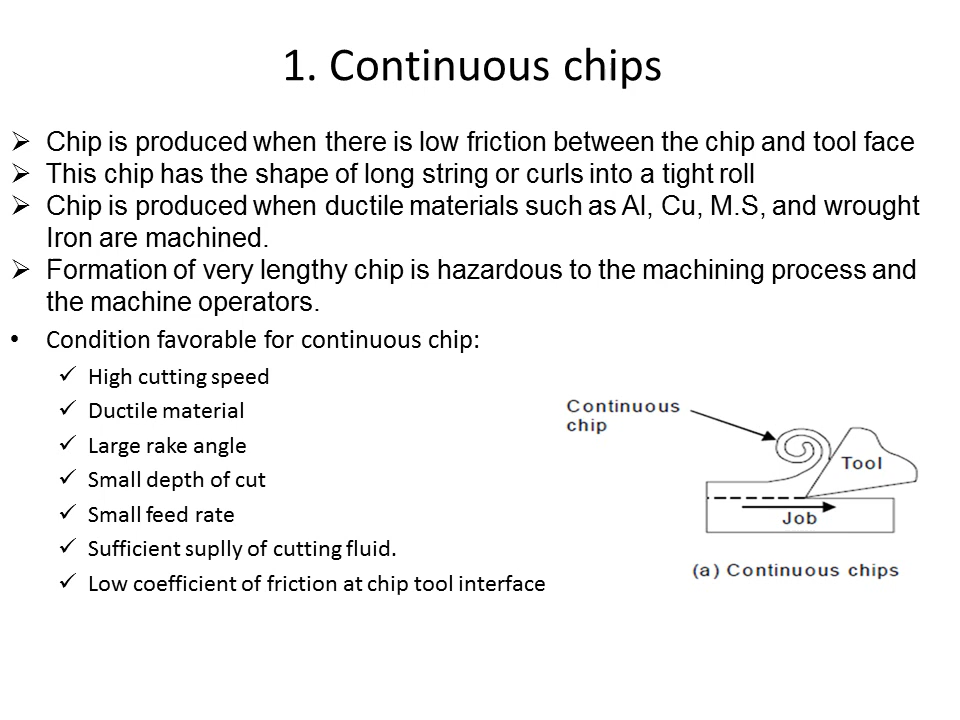 1. Continuous chips
➢ Chip is produced when there is low friction between the chip and tool face
➢ This chip has the shape of long string or curls into a tight roll
➢ Chip is produced when ductile materials such as Al, Cu, M.S, and wrought
Iron are machined.
➢ Formation of very lengthy chip is hazardous to the machining process and
the machine operators.
• Condition favorable for continuous chip:
✓ High cutting speed
✓ Ductile material
✓ Large rake angle
✓ Small depth of cut
✓ Small feed rate
✓ Sufficient suplly of cutting fluid.
✓ Low coefficient of friction at chip tool interface
Continuous
chip
Tool
Job
(a) Continuous chips